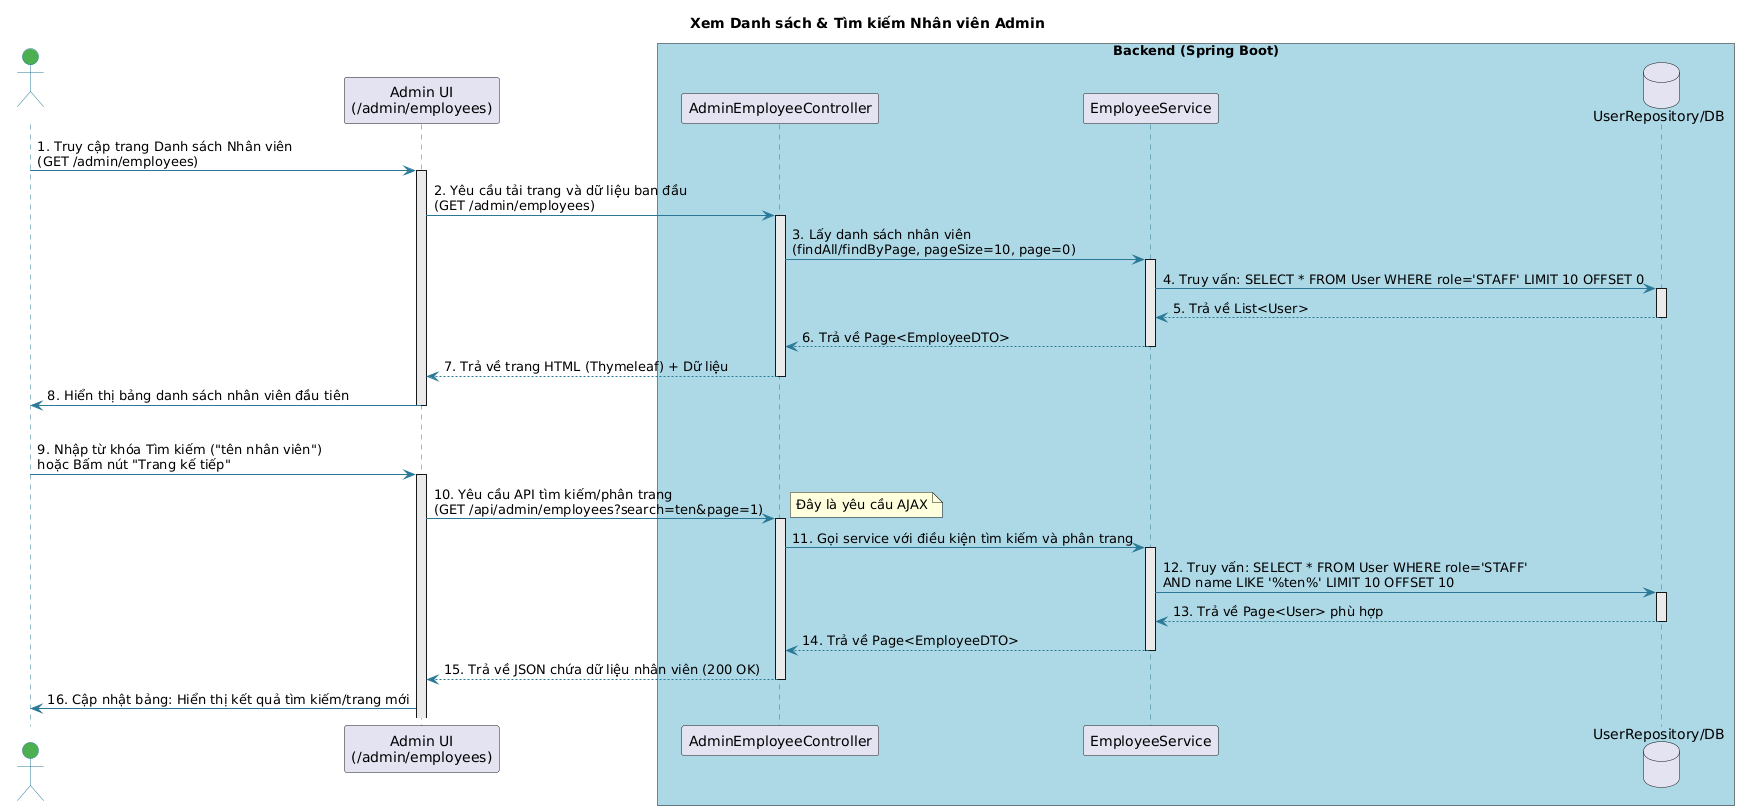 Xem Danh sách & Tìm kiếm Nhân viên Admin
Backend (Spring Boot)
Admin UI
(/admin/employees)
AdminEmployeeController
EmployeeService
UserRepository/DB
1. Truy cập trang Danh sách Nhân viên
(GET /admin/employees)
2. Yêu cầu tải trang và dữ liệu ban đầu
(GET /admin/employees)
3. Lấy danh sách nhân viên
(findAll/findByPage, pageSize=10, page=0)
4. Truy vấn: SELECT * FROM User WHERE role='STAFF' LIMIT 10 OFFSET 0
5. Trả về List<User>
6. Trả về Page<EmployeeDTO>
7. Trả về trang HTML (Thymeleaf) + Dữ liệu
8. Hiển thị bảng danh sách nhân viên đầu tiên
9. Nhập từ khóa Tìm kiếm ("tên nhân viên")
hoặc Bấm nút "Trang kế tiếp"
10. Yêu cầu API tìm kiếm/phân trang
(GET /api/admin/employees?search=ten&page=1)
Đây là yêu cầu AJAX
11. Gọi service với điều kiện tìm kiếm và phân trang
12. Truy vấn: SELECT * FROM User WHERE role='STAFF'
AND name LIKE '%ten%' LIMIT 10 OFFSET 10
13. Trả về Page<User> phù hợp
14. Trả về Page<EmployeeDTO>
15. Trả về JSON chứa dữ liệu nhân viên (200 OK)
16. Cập nhật bảng: Hiển thị kết quả tìm kiếm/trang mới
Admin UI
(/admin/employees)
AdminEmployeeController
EmployeeService
UserRepository/DB